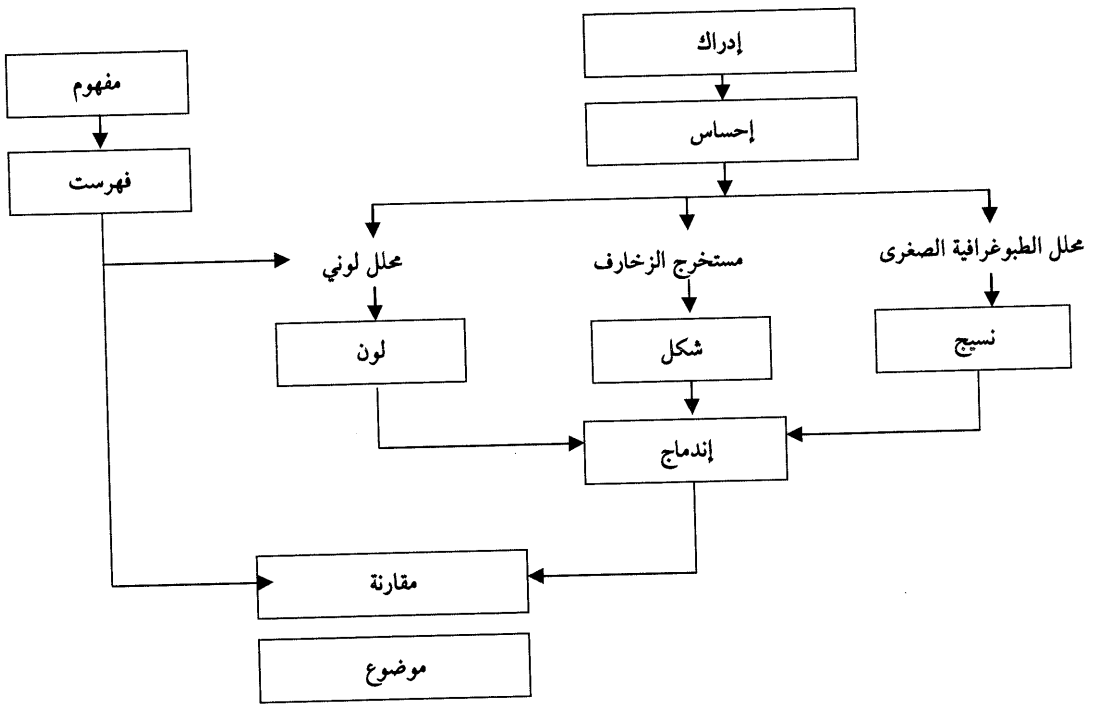 إدراك
مفهوم
إحساس
فهرست
محلل الطبوغرافية الصغرى
مستخرج الزخارف
محلل لوني
نسيج
شكل
لون
إندماج
مقارنة
موضوع